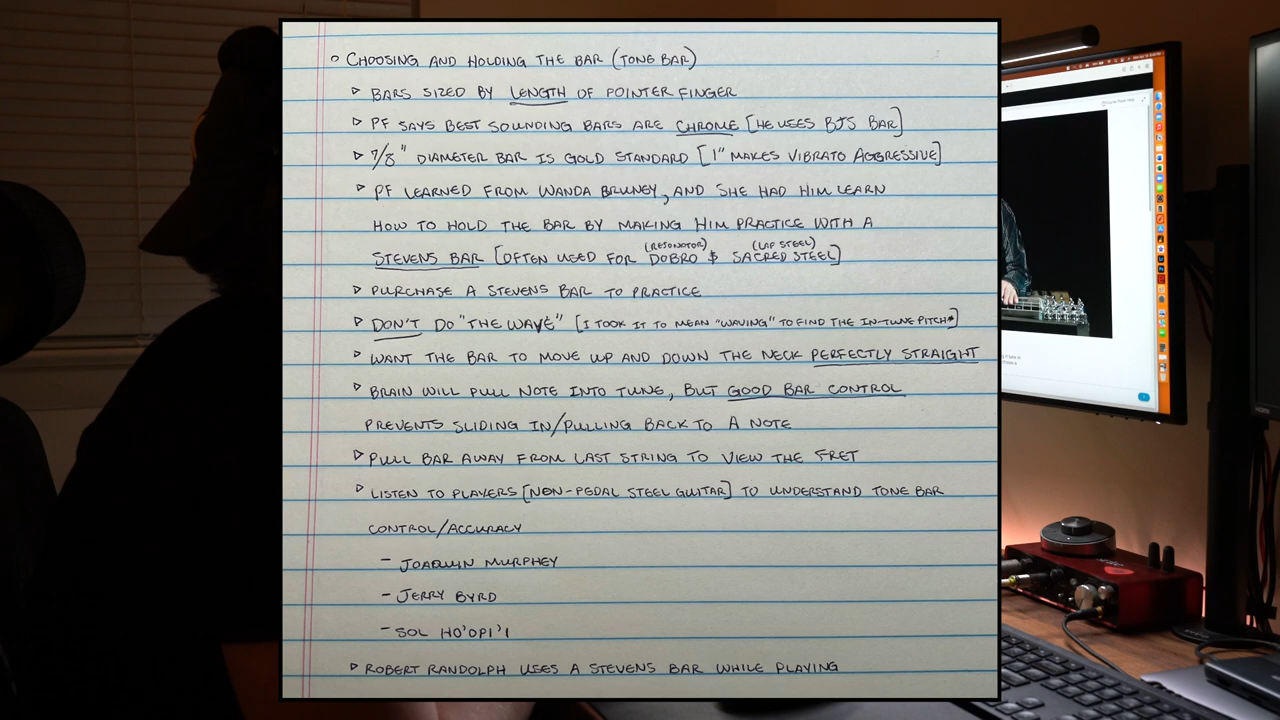 ○ CHOOSING AND HOLDING THE BAR (TONE BAR)
▷ BARS SIZED BY LENGTH OF POINTER FINGER
▷ PF SAYS BEST SOUNDING BARS ARE CHROME [HE USES BJS BAR]
▷ 7/8" DIAMETER BAR IS GOLD STANDARD [1" MAKES VIBRATO AGGRESSIVE]
▷ PF LEARNED FROM WANDA BRUNEY, AND SHE HAD HIM LEARN
HOW TO HOLD THE BAR BY MAKING HIM PRACTICE WITH A
(RESONOTOR) (LAP STEEL)
STEVENS BAR [OFTEN USED FOR DOBRO & SACRED STEEL]
▷ PURCHASE A STEVENS BAR TO PRACTICE
▷ DON'T DO "THE WAVE" [I TOOK IT TO MEAN "WAVING" TO FIND THE IN-TUNE PITCH*]
▷ WANT THE BAR TO MOVE UP AND DOWN THE NECK PERFECTLY STRAIGHT
▷ BRAIN WILL PULL NOTE INTO TUNE, BUT GOOD BAR CONTROL
PREVENTS SLIDING IN/PULLING BACK TO A NOTE
▷ PULL BAR AWAY FROM LAST STRING TO VIEW THE FRET
▷ LISTEN TO PLAYERS [NON-PEDAL STEEL GUITAR] TO UNDERSTAND TONE BAR
CONTROL/ACCURACY
- JOAQUIN MURPHEY
- JERRY BYRD
- SOL HO'OPI'I
▷ ROBERT RANDOLPH USES A STEVENS BAR WHILE PLAYING